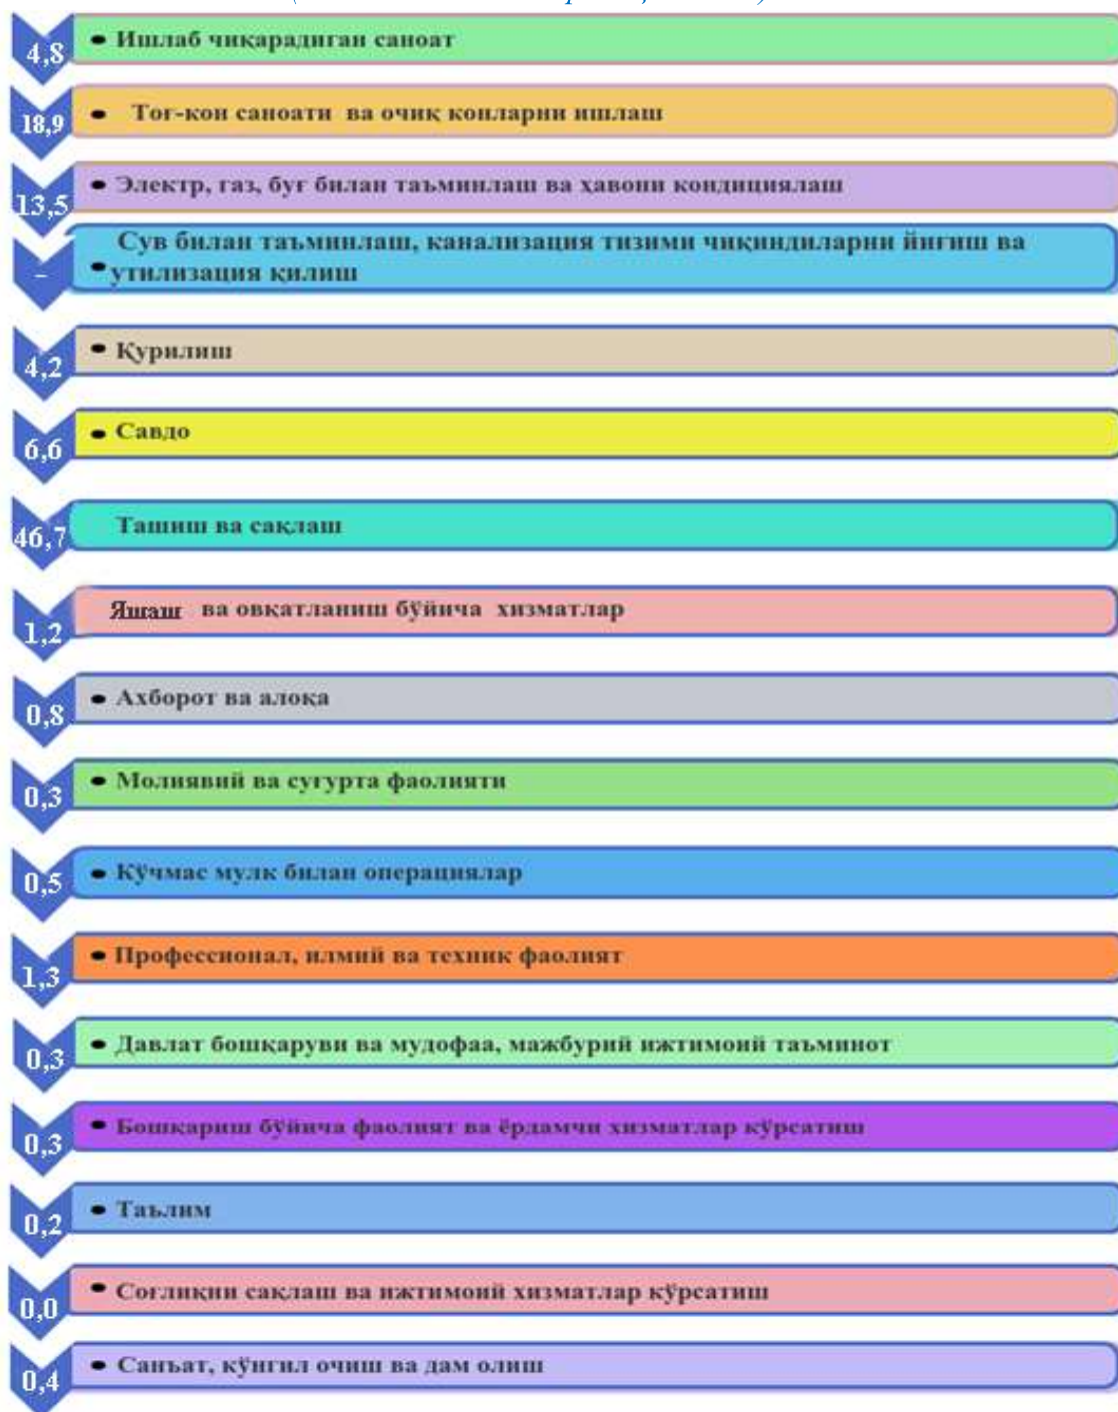 4,8
• Ишлаб чиқарадиган саноат
18,9
• Тоғ-кон саноати ва очиқ конларни ишлаш
13,5
• Электр, газ, буғ билан таъминлаш ва ҳавони кондициялаш
–
Сув билан таъминлаш, канализация тизими чиқиндиларни йиғиш ва
• утилизация қилиш
4,2
• Қурилиш
6,6
• Савдо
46,7
Ташиш ва сақлаш
1,2
Яшаш ва овқатланиш бўйича хизматлар
0,8
• Ахборот ва алоқа
0,3
• Молиявий ва суғурта фаолияти
0,5
• Кўчмас мулк билан операциялар
1,3
• Профессионал, илмий ва техник фаолият
0,3
• Давлат бошқаруви ва мудофаа, мажбурий ижтимоий таъминот
0,3
• Бошқариш бўйича фаолият ва ёрдамчи хизматлар кўрсатиш
0,2
• Таълим
0,0
• Соғлиқни сақлаш ва ижтимоий хизматлар кўрсатиш
0,4
• Санъат, кўнгил очиш ва дам олиш